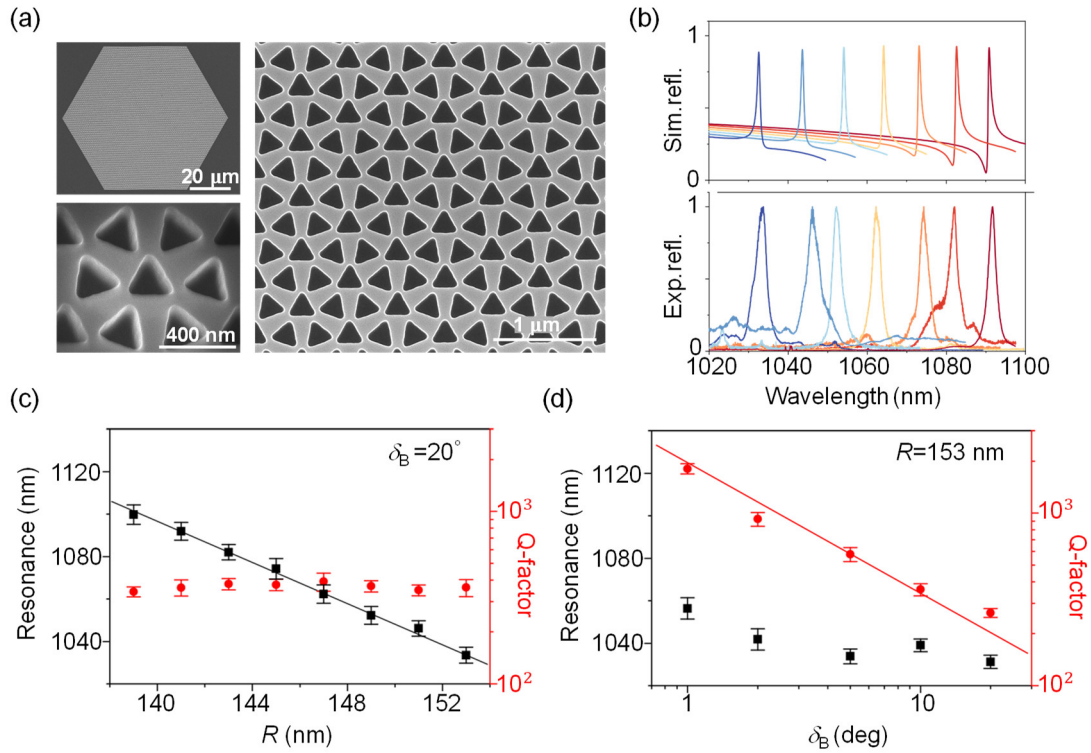 (a)
20 μm
400 nm
1 μm
(b)
1
Sim.refl.
1
1
Exp.refl.
1
1020 1040 1060 1080 1100
Wavelength (nm)
(c)
δB=20°
1120
1080
1040
Resonance (nm)
10³
10²
Q-factor
140 144 148 152
R (nm)
(d)
R=153 nm
1120
1080
1040
Resonance (nm)
10³
10²
Q-factor
1 10
δB (deg)